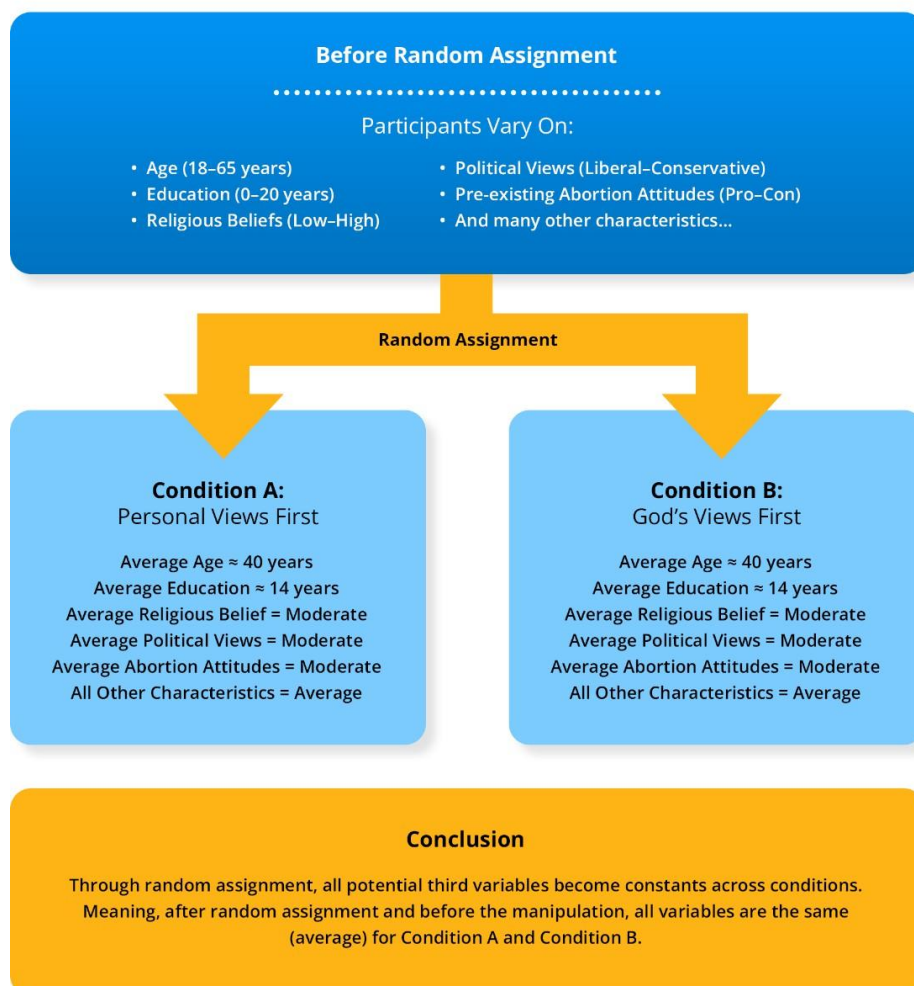 Before Random Assignment
Participants Vary On:
• Age (18–65 years)
• Education (0–20 years)
• Religious Beliefs (Low–High)
• Political Views (Liberal–Conservative)
• Pre-existing Abortion Attitudes (Pro–Con)
• And many other characteristics...
Random Assignment
Condition A:
Personal Views First
Average Age ≈ 40 years
Average Education ≈ 14 years
Average Religious Belief = Moderate
Average Political Views = Moderate
Average Abortion Attitudes = Moderate
All Other Characteristics = Average
Condition B:
God’s Views First
Average Age ≈ 40 years
Average Education ≈ 14 years
Average Religious Belief = Moderate
Average Political Views = Moderate
Average Abortion Attitudes = Moderate
All Other Characteristics = Average
Conclusion
Through random assignment, all potential third variables become constants across conditions.
Meaning, after random assignment and before the manipulation, all variables are the same
(average) for Condition A and Condition B.